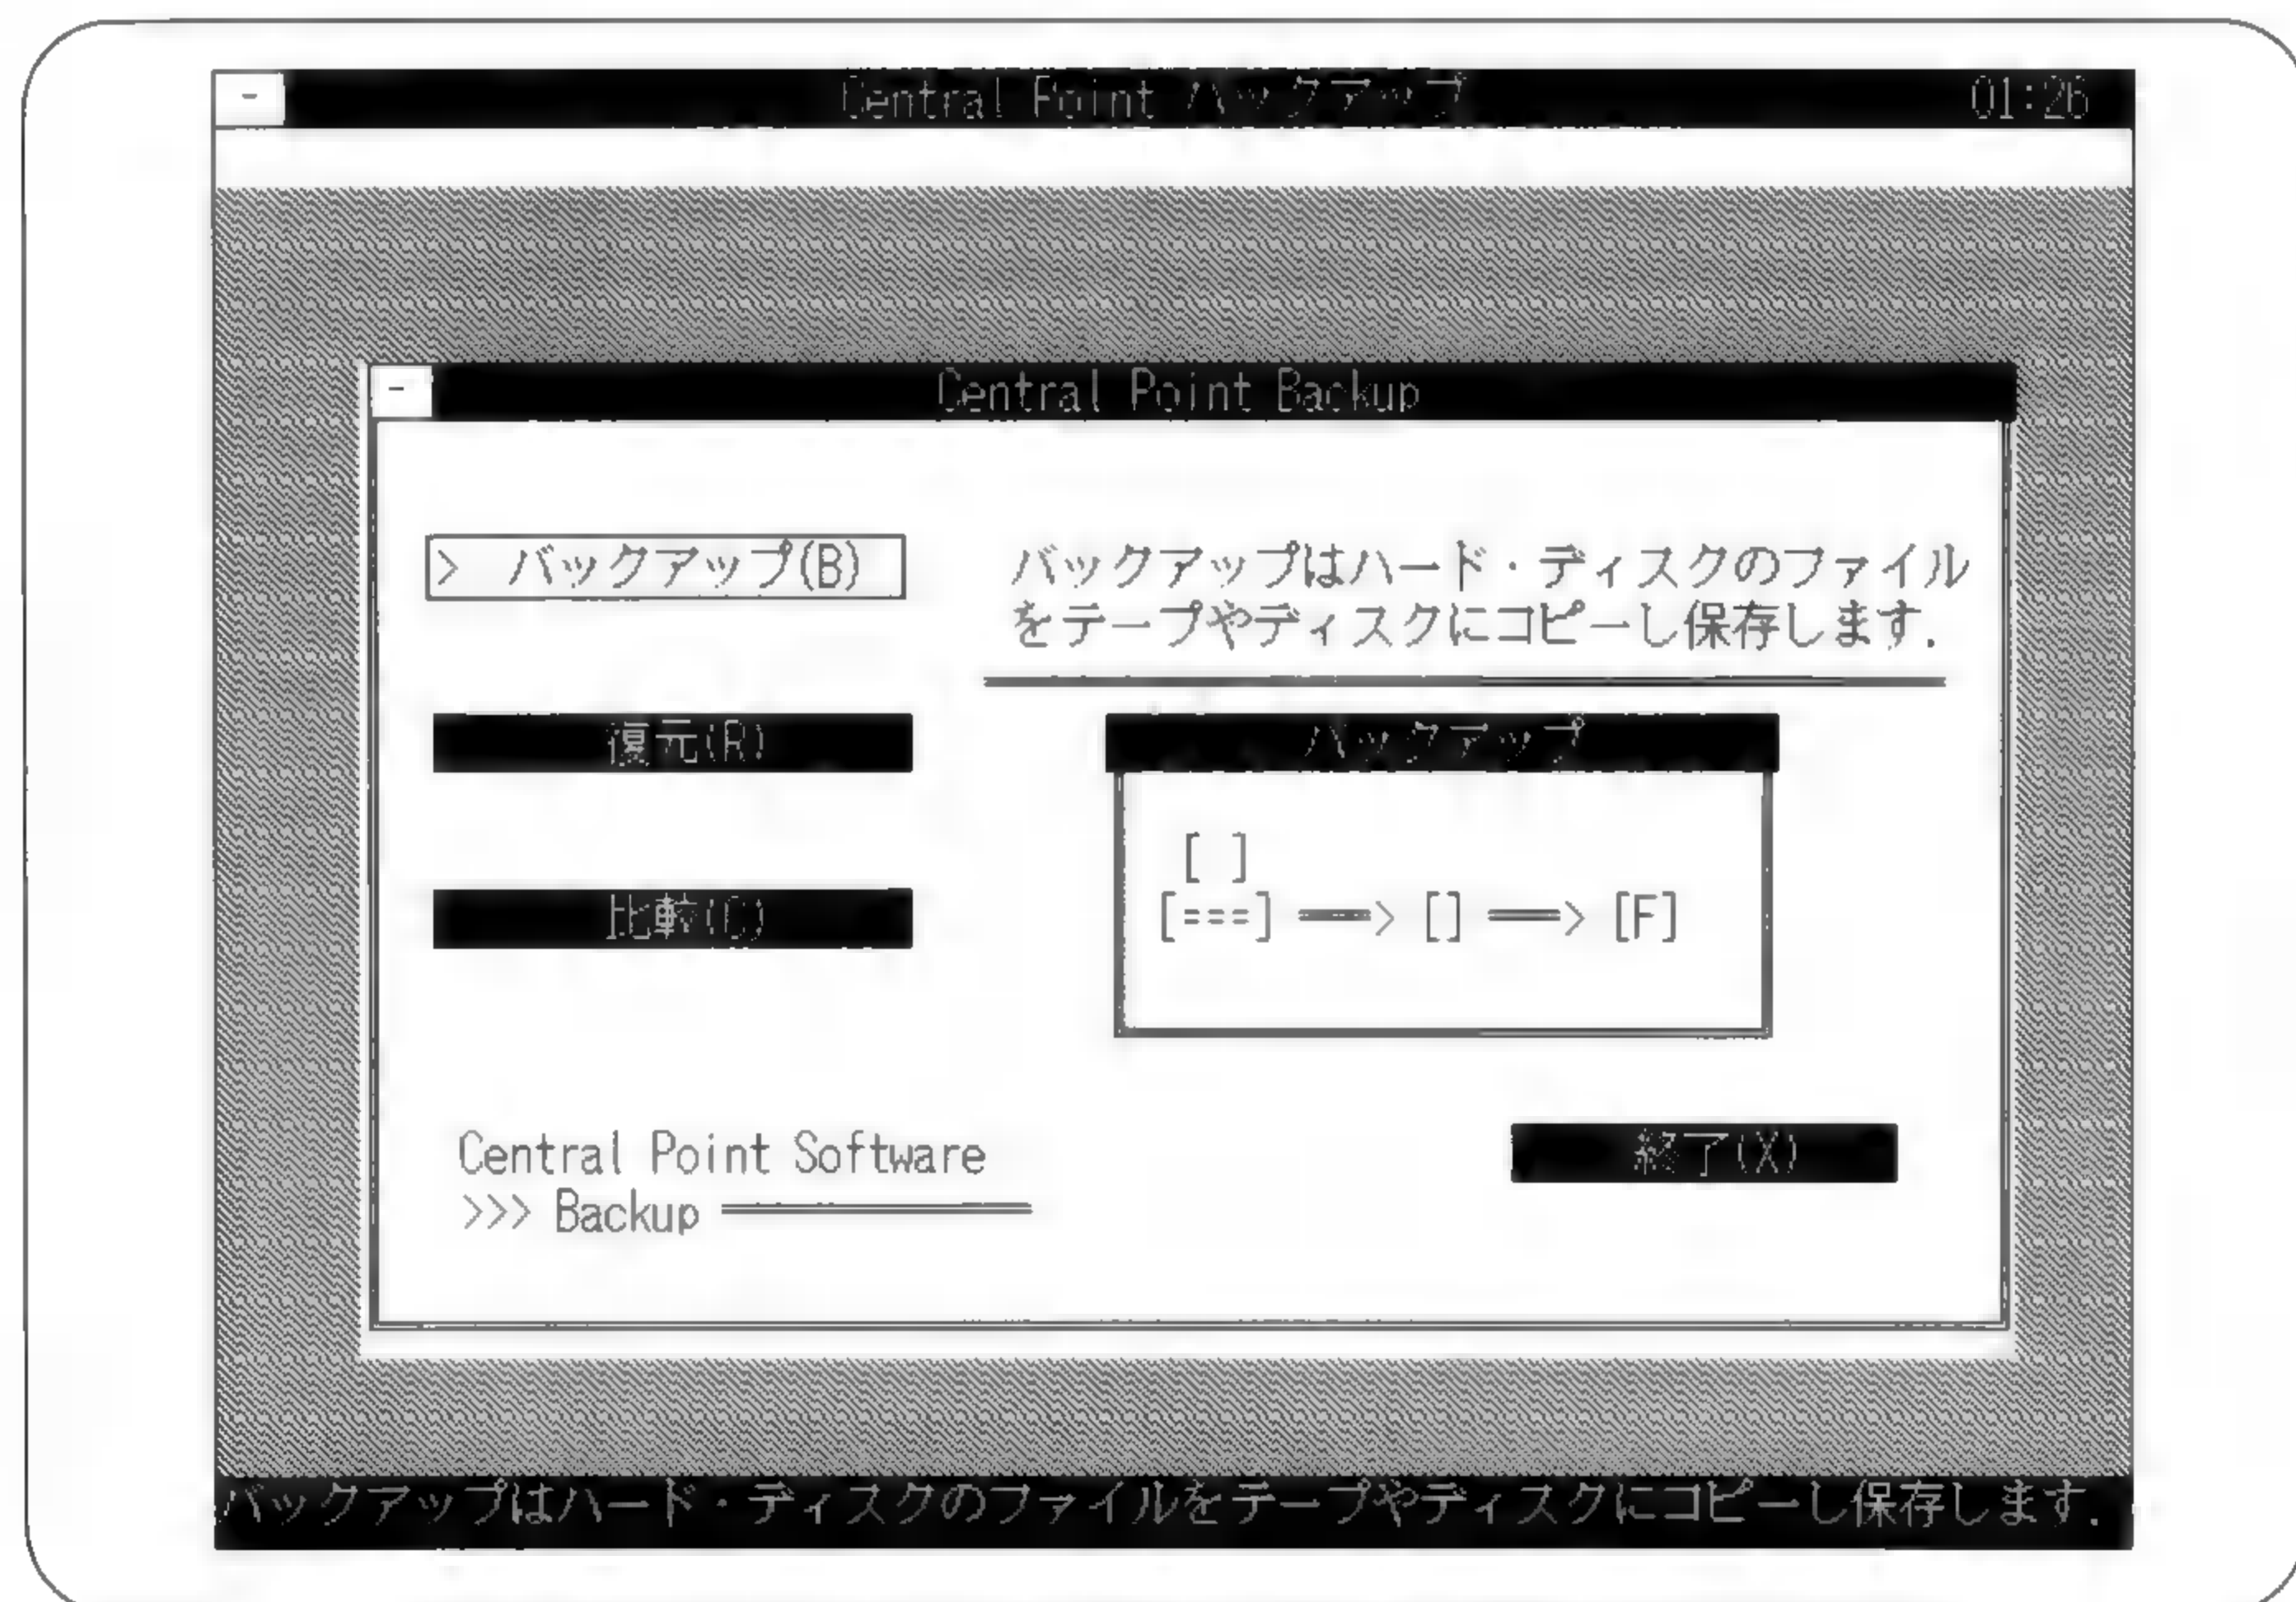 - Central Point バックアップ 01:26
- Central Point Backup
> バックアップ(B)
バックアップはハード・ディスクのファイル
をテープやディスクにコピーし保存します.
復元(R)
バックアップ
[ ]
[===] ══> [] ══> [F]
比較(C)
Central Point Software
>>> Backup
終了(X)
バックアップはハード・ディスクのファイルをテープやディスクにコピーし保存します.